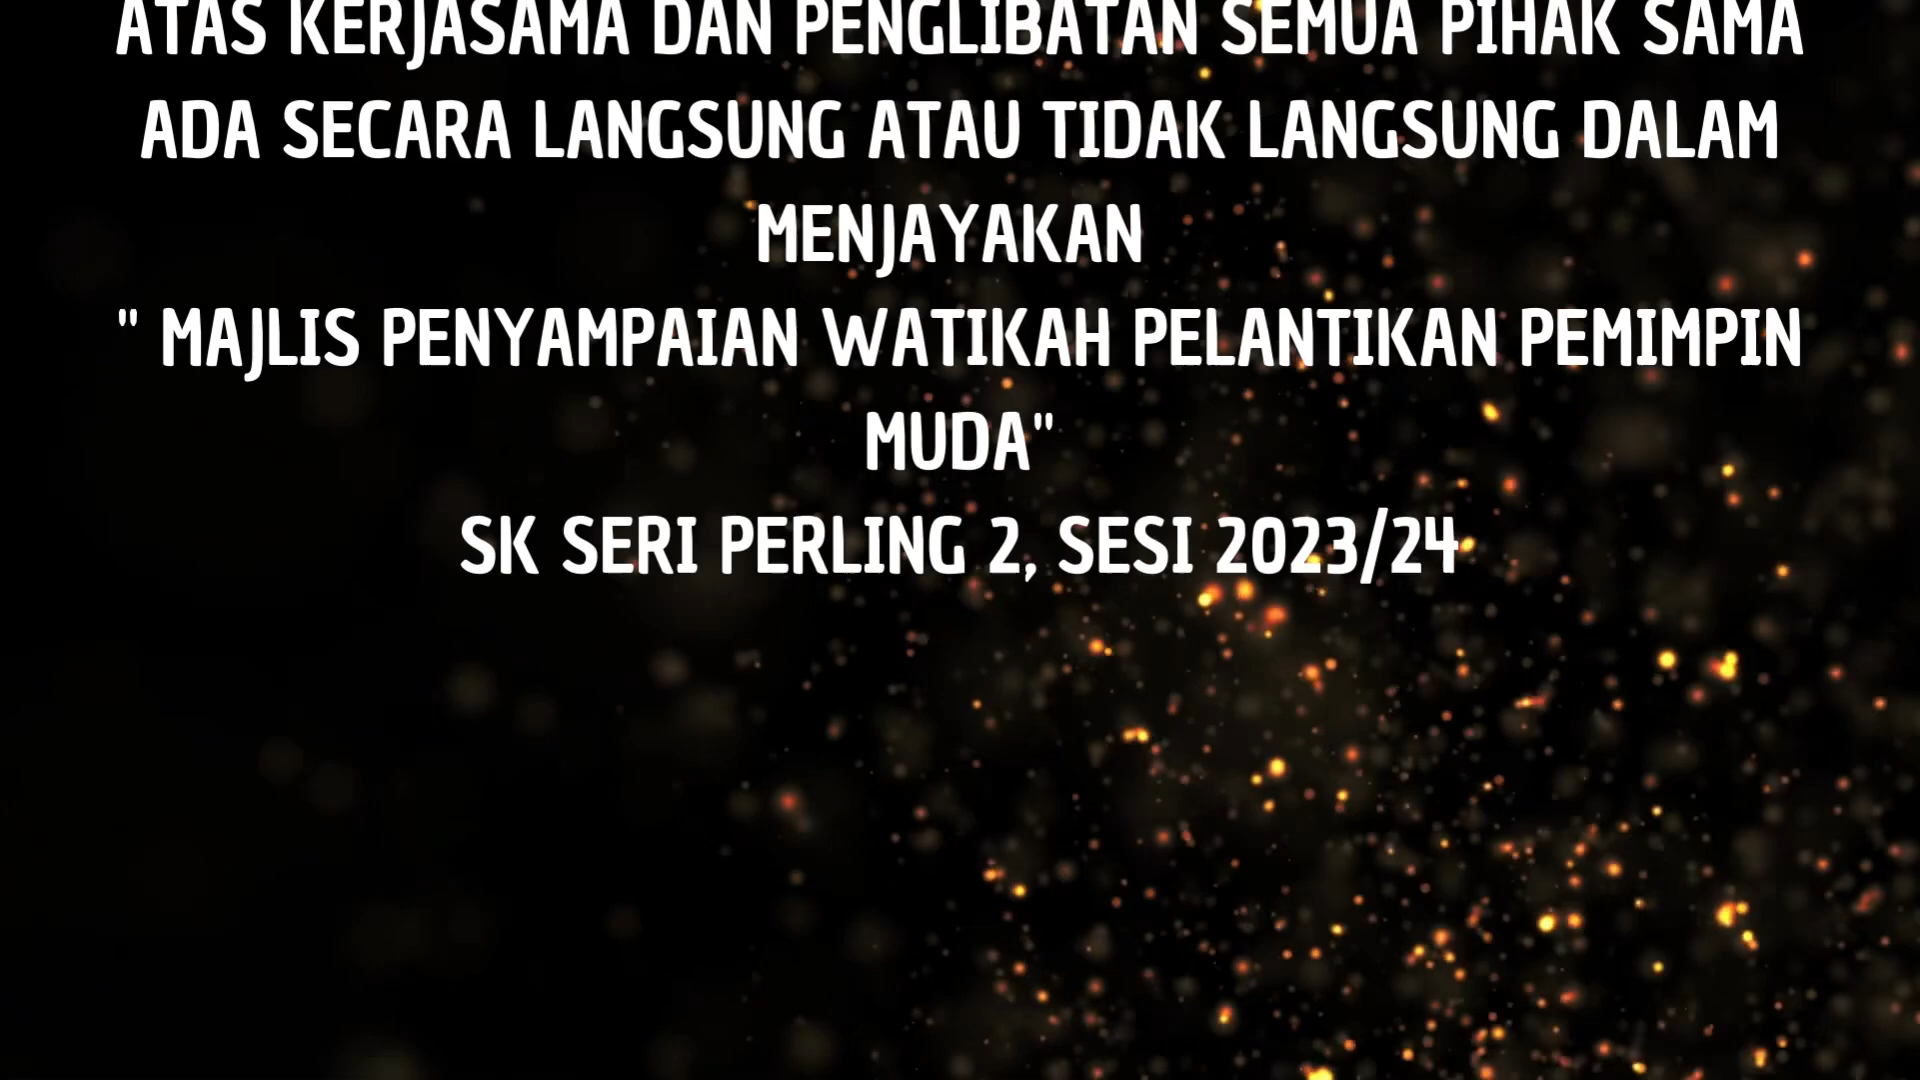 ATAS KERJASAMA DAN PENGLIBATAN SEMUA PIHAK SAMA
ADA SECARA LANGSUNG ATAU TIDAK LANGSUNG DALAM
MENJAYAKAN
" MAJLIS PENYAMPAIAN WATIKAH PELANTIKAN PEMIMPIN
MUDA"
SK SERI PERLING 2, SESI 2023/24